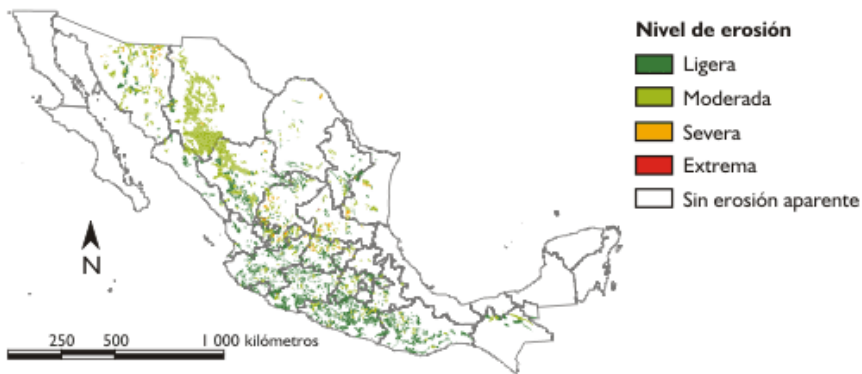 Nivel de erosión
Ligera
Moderada
Severa
Extrema
Sin erosión aparente
N
250 500 1 000 kilómetros